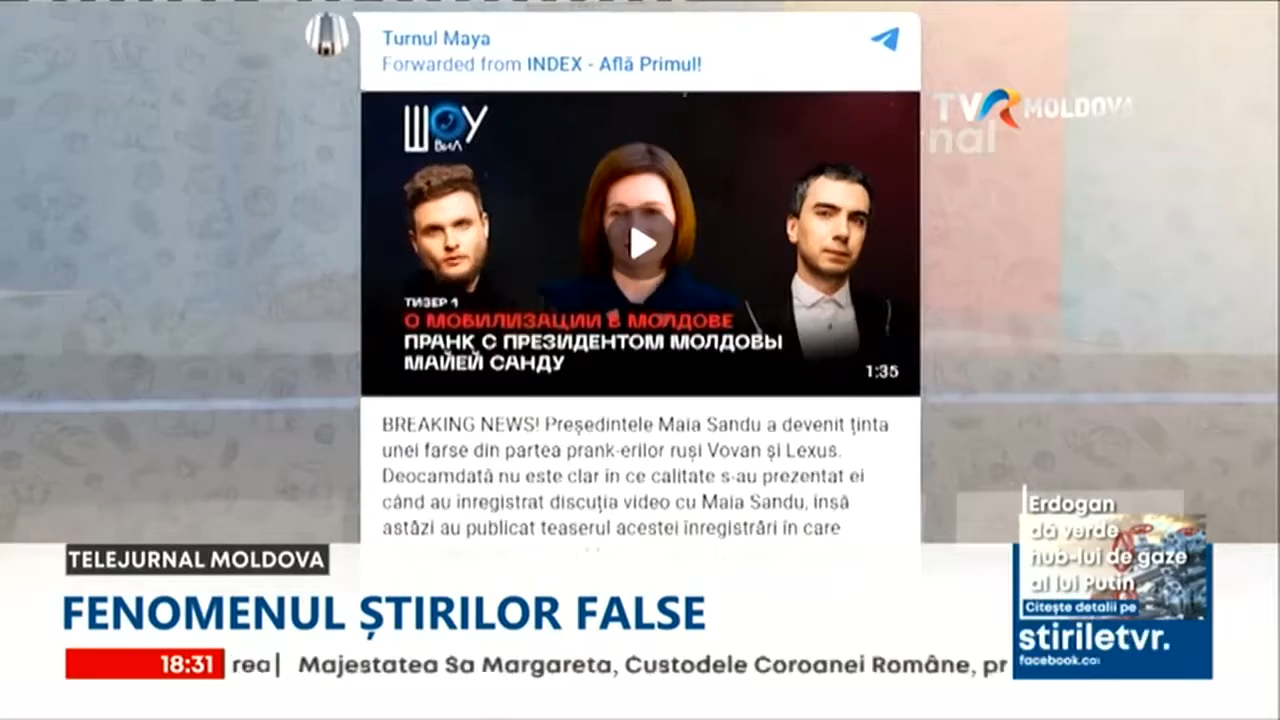 Turnul Maya
Forwarded from INDEX - Află Primul!
ШОУ
ВиЛ
ТИЗЕР 1
О МОБИЛИЗАЦИИ В МОЛДОВЕ
ПРАНК С ПРЕЗИДЕНТОМ МОЛДОВЫ
МАЙЕЙ САНДУ
1:35
BREAKING NEWS! Președintele Maia Sandu a devenit ținta
unei farse din partea prank-erilor ruși Vovan și Lexus.
Deocamdată nu este clar în ce calitate s-au prezentat ei
când au înregistrat discuția video cu Maia Sandu, însă
astăzi au publicat teaserul acestei înregistrări în care
TVR MOLDOVA
nal
Erdogan
dă verde
hub-lui de gaze
al lui Putin
Citește detalii pe
stiriletvr.
facebook.co
TELEJURNAL MOLDOVA
FENOMENUL ȘTIRILOR FALSE
18:31 rea| Majestatea Sa Margareta, Custodele Coroanei Române, pr